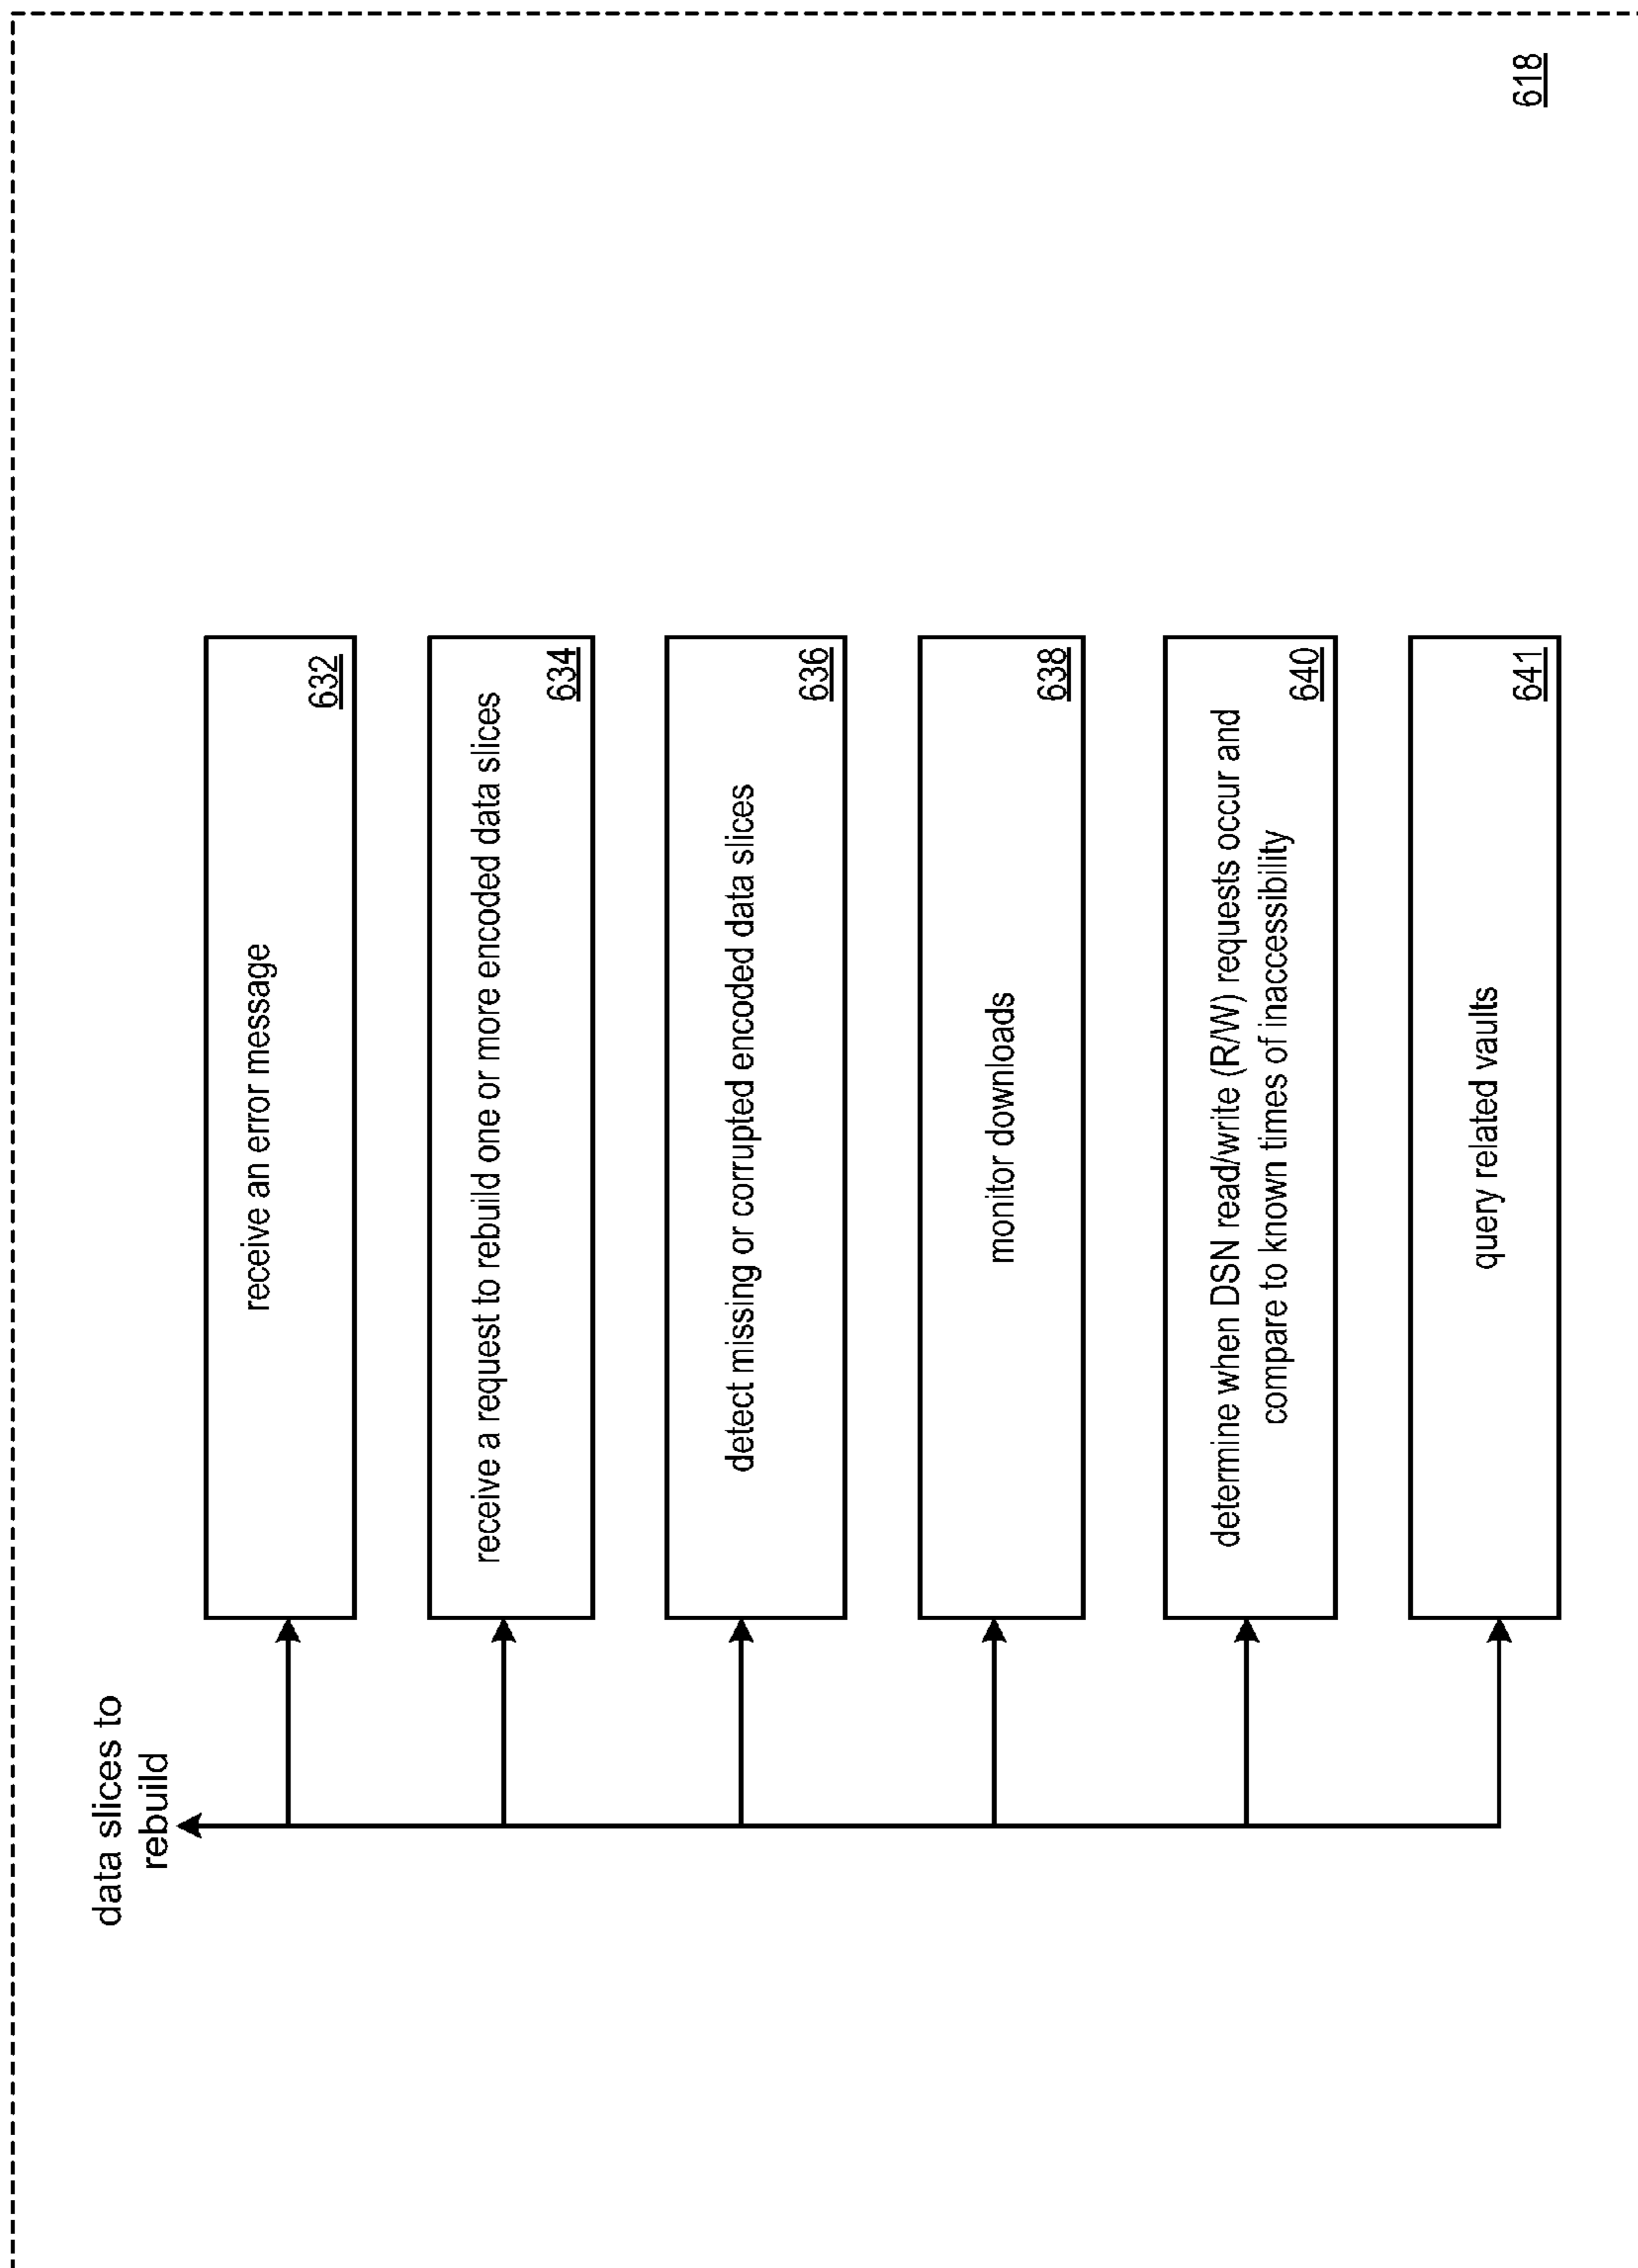 data slices to
rebuild
receive an error message
632
receive a request to rebuild one or more encoded data slices
634
detect missing or corrupted encoded data slices
636
monitor downloads
638
determine when DSN read/write (R/W) requests occur and
compare to known times of inaccessibility
640
query related vaults
641
618